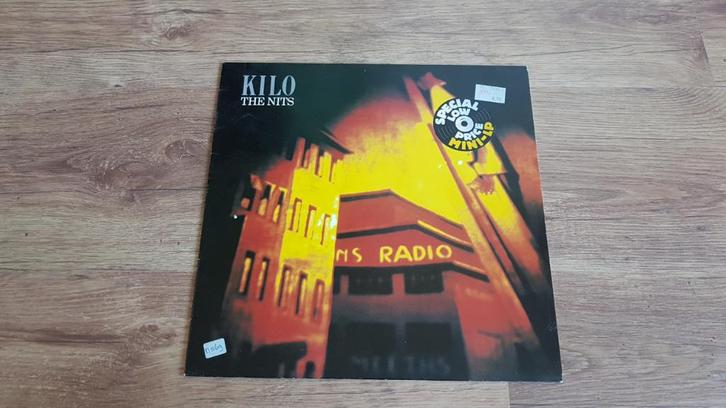 KILO
THE NITS
SPECIAL
LOW
PRICE
MINI-LP
NS RADIO